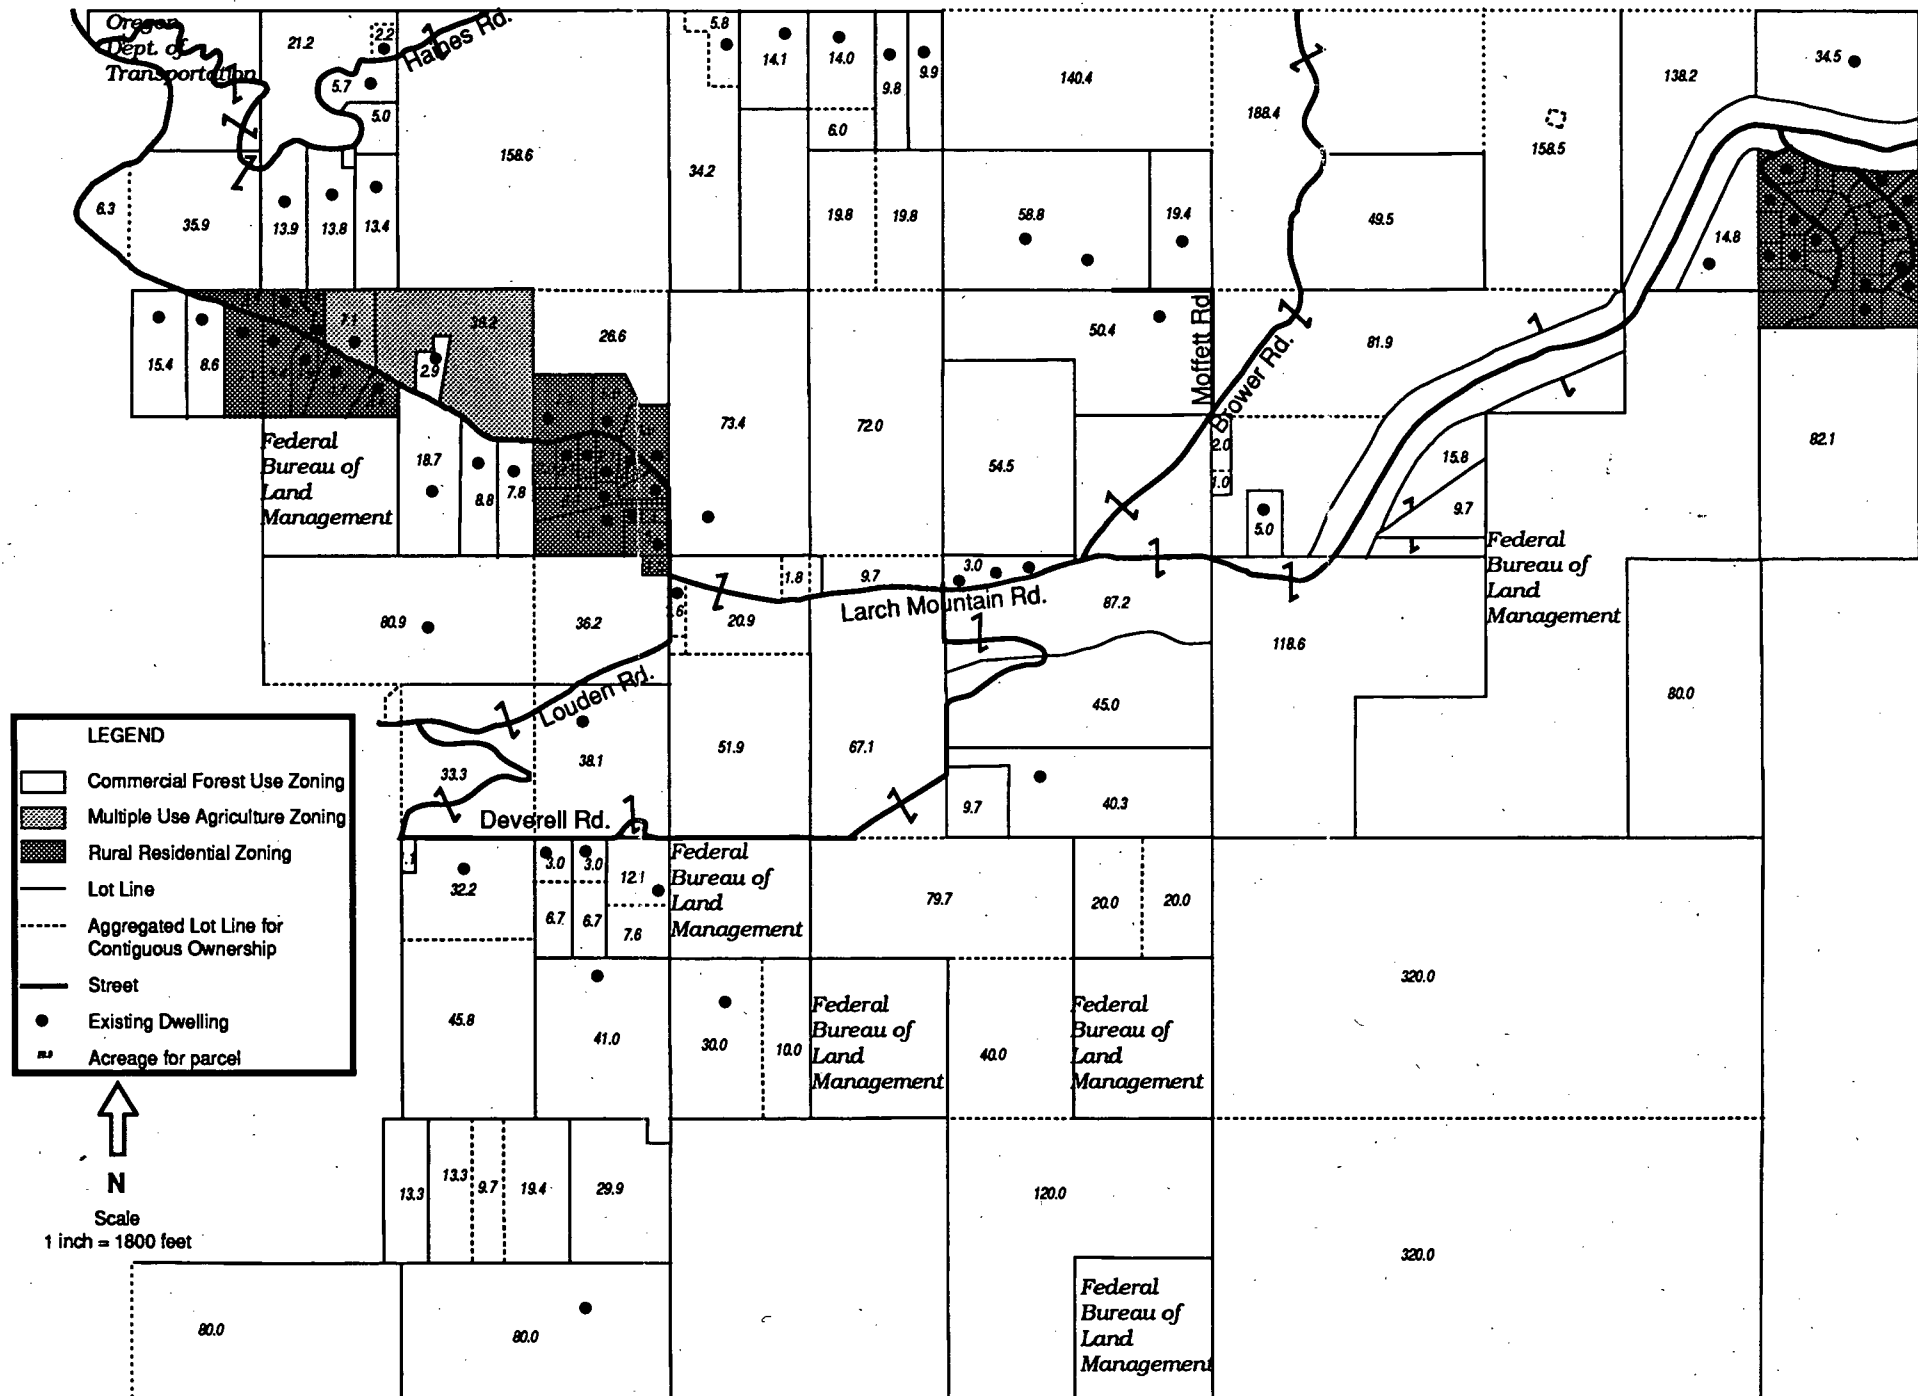 Oregon
Dept. of
Transportation
21.2
2.2
Haines Rd.
5.7
5.0
158.6
5.8
14.1
14.0
9.8
9.9
6.0
140.4
188.4
158.5
138.2
34.5
6.3
35.9
13.9
13.8
13.4
34.2
19.8
19.8
58.8
19.4
49.5
14.8
15.4
8.6
7.1
38.2
2.9
26.6
73.4
72.0
50.4
Moffett Rd
Brower Rd.
81.9
54.5
2.0
1.0
5.0
15.8
9.7
82.1
Federal
Bureau of
Land
Management
18.7
8.8
7.8
Federal
Bureau of
Land
Management
80.9
36.2
1.8
9.7
3.0
20.9
Larch Mountain Rd.
87.2
118.6
80.0
Louden Rd.
33.3
38.1
51.9
67.1
45.0
9.7
40.3
Deverell Rd.
LEGEND
Commercial Forest Use Zoning
Multiple Use Agriculture Zoning
Rural Residential Zoning
Lot Line
Aggregated Lot Line for
Contiguous Ownership
Street
Existing Dwelling
Acreage for parcel
32.2
3.0
3.0
12.1
6.7
6.7
7.6
Federal
Bureau of
Land
Management
79.7
20.0
20.0
45.8
41.0
30.0
10.0
Federal
Bureau of
Land
Management
40.0
Federal
Bureau of
Land
Management
320.0
N
Scale
1 inch = 1800 feet
13.3
13.3
9.7
19.4
29.9
120.0
320.0
80.0
80.0
Federal
Bureau of
Land
Management